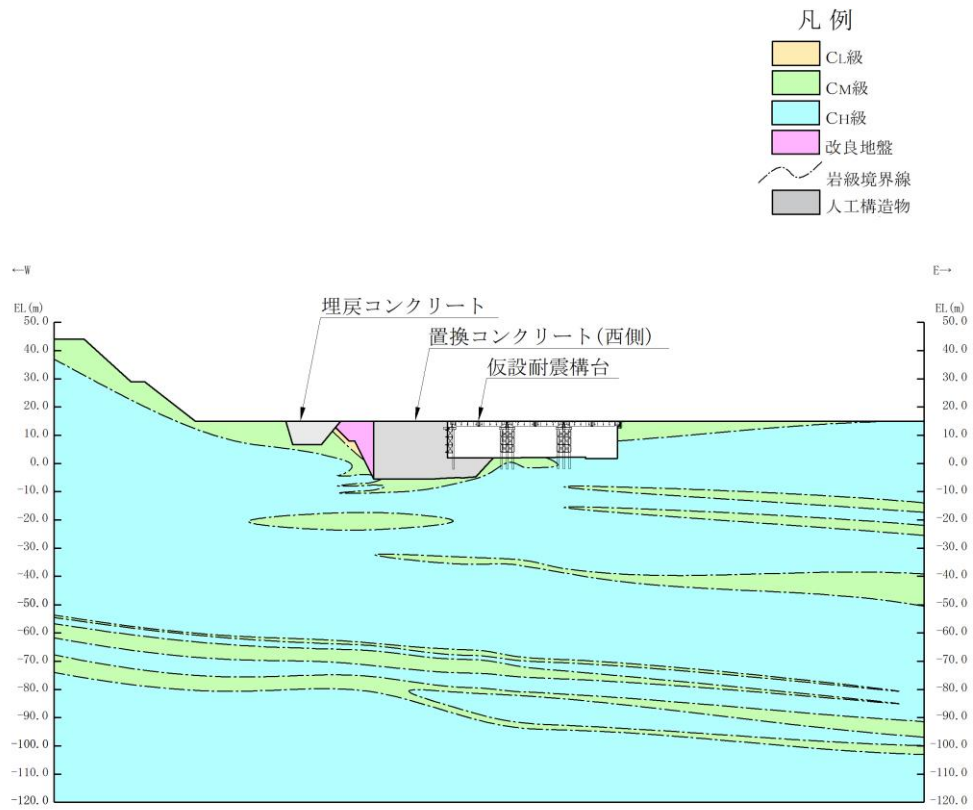 凡 例
CL級
CM級
CH級
改良地盤
岩級境界線
人工構造物
←W
E→
埋戻コンクリート
置換コンクリート(西側)
仮設耐震構台
EL(m)
50.0
40.0
30.0
20.0
10.0
0.0
-10.0
-20.0
-30.0
-40.0
-50.0
-60.0
-70.0
-80.0
-90.0
-100.0
-110.0
-120.0
EL(m)
50.0
40.0
30.0
20.0
10.0
0.0
-10.0
-20.0
-30.0
-40.0
-50.0
-60.0
-70.0
-80.0
-90.0
-100.0
-110.0
-120.0